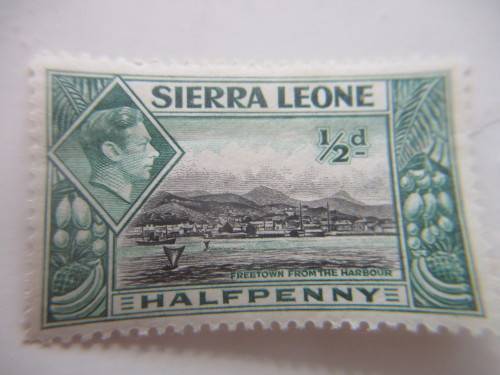 SIERRA LEONE
1/2d
FREETOWN FROM THE HARBOUR
HALFPENNY